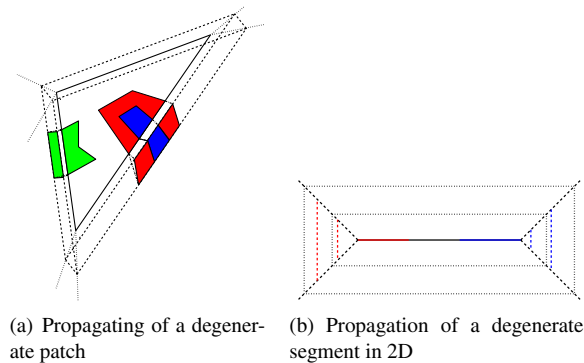 (a) Propagating of a degener-
ate patch
(b) Propagation of a degenerate
segment in 2D